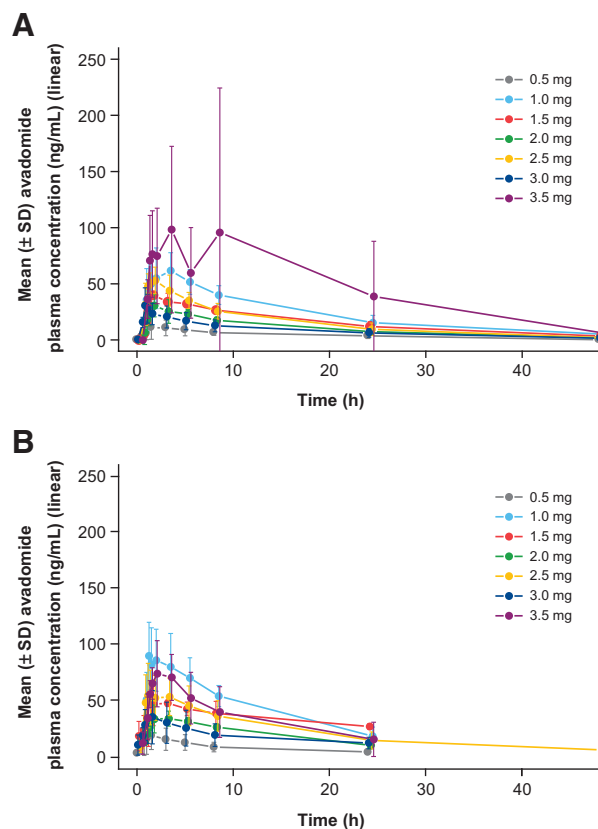 A
Mean (± SD) avadomide
plasma concentration (ng/mL) (linear)
250
200
150
100
50
0
0
10
20
30
40
Time (h)
0.5 mg
1.0 mg
1.5 mg
2.0 mg
2.5 mg
3.0 mg
3.5 mg
B
Mean (± SD) avadomide
plasma concentration (ng/mL) (linear)
250
200
150
100
50
0
0
10
20
30
40
Time (h)
0.5 mg
1.0 mg
1.5 mg
2.0 mg
2.5 mg
3.0 mg
3.5 mg